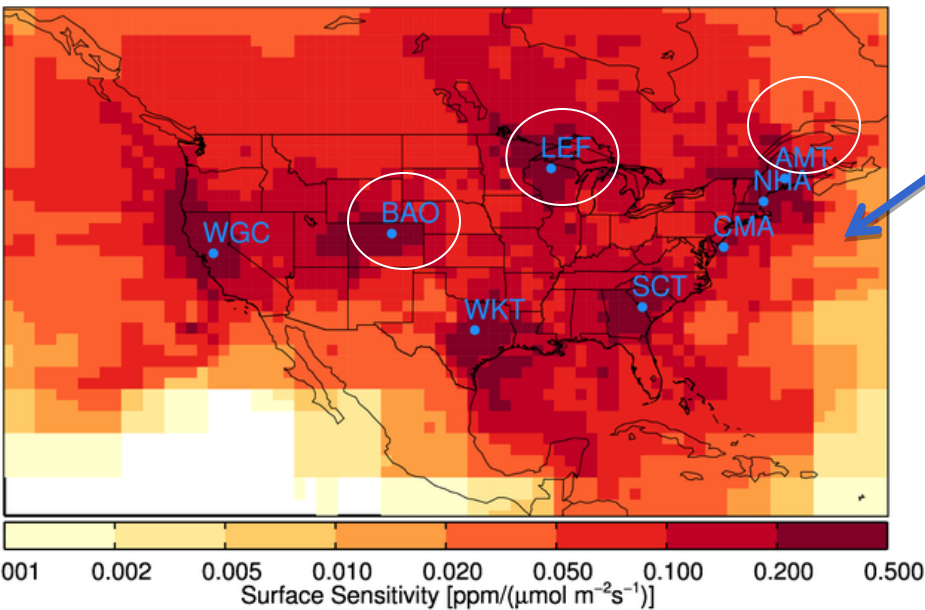 LEF
AMT
NHA
BAO
WGC
CMA
SCT
WKT
001 0.002 0.005 0.010 0.020 0.050 0.100 0.200 0.500
Surface Sensitivity [ppm/(μmol m⁻²s⁻¹)]